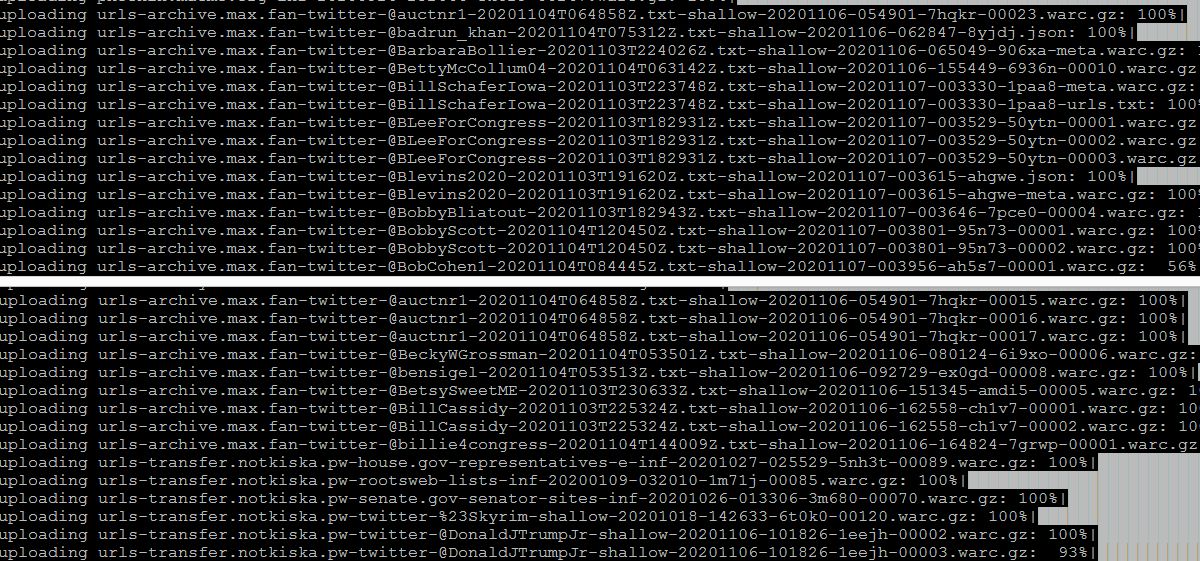 uploading urls-archive.max.fan-twitter-@auctnr1-20201104T064858Z.txt-shallow-20201106-054901-7hqkr-00023.warc.gz: 100%|
uploading urls-archive.max.fan-twitter-@badrun_khan-20201104T075312Z.txt-shallow-20201106-062847-8yjdj.json: 100%|
uploading urls-archive.max.fan-twitter-@BarbaraBollier-20201103T224026Z.txt-shallow-20201106-065049-906xa-meta.warc.gz:
uploading urls-archive.max.fan-twitter-@BettyMcCollum04-20201104T063142Z.txt-shallow-20201106-155449-6936n-00010.warc.gz
uploading urls-archive.max.fan-twitter-@BillSchaferIowa-20201103T223748Z.txt-shallow-20201107-003330-1paa8-meta.warc.gz:
uploading urls-archive.max.fan-twitter-@BillSchaferIowa-20201103T223748Z.txt-shallow-20201107-003330-1paa8-urls.txt: 100
uploading urls-archive.max.fan-twitter-@BLeeForCongress-20201103T182931Z.txt-shallow-20201107-003529-50ytn-00001.warc.gz
uploading urls-archive.max.fan-twitter-@BLeeForCongress-20201103T182931Z.txt-shallow-20201107-003529-50ytn-00002.warc.gz
uploading urls-archive.max.fan-twitter-@BLeeForCongress-20201103T182931Z.txt-shallow-20201107-003529-50ytn-00003.warc.gz
uploading urls-archive.max.fan-twitter-@Blevins2020-20201103T191620Z.txt-shallow-20201107-003615-ahgwe.json: 100%|
uploading urls-archive.max.fan-twitter-@Blevins2020-20201103T191620Z.txt-shallow-20201107-003615-ahgwe-meta.warc.gz: 100%
uploading urls-archive.max.fan-twitter-@BobbyBliatout-20201103T182943Z.txt-shallow-20201107-003646-7pce0-00004.warc.gz:
uploading urls-archive.max.fan-twitter-@BobbyScott-20201104T120450Z.txt-shallow-20201107-003801-95n73-00001.warc.gz: 100%
uploading urls-archive.max.fan-twitter-@BobbyScott-20201104T120450Z.txt-shallow-20201107-003801-95n73-00002.warc.gz: 100%
uploading urls-archive.max.fan-twitter-@BobCohen1-20201104T084445Z.txt-shallow-20201107-003956-ah5s7-00001.warc.gz: 56%
uploading urls-archive.max.fan-twitter-@auctnr1-20201104T064858Z.txt-shallow-20201106-054901-7hqkr-00015.warc.gz: 100%|
uploading urls-archive.max.fan-twitter-@auctnr1-20201104T064858Z.txt-shallow-20201106-054901-7hqkr-00016.warc.gz: 100%|
uploading urls-archive.max.fan-twitter-@auctnr1-20201104T064858Z.txt-shallow-20201106-054901-7hqkr-00017.warc.gz: 100%|
uploading urls-archive.max.fan-twitter-@BeckyWGrossman-20201104T053501Z.txt-shallow-20201106-080124-6i9xo-00006.warc.gz:
uploading urls-archive.max.fan-twitter-@bensigel-20201104T053513Z.txt-shallow-20201106-092729-ex0gd-00008.warc.gz: 100%|
uploading urls-archive.max.fan-twitter-@BetsySweetME-20201103T230633Z.txt-shallow-20201106-151345-amdi5-00005.warc.gz: 1
uploading urls-archive.max.fan-twitter-@BillCassidy-20201103T225324Z.txt-shallow-20201106-162558-ch1v7-00001.warc.gz: 10
uploading urls-archive.max.fan-twitter-@BillCassidy-20201103T225324Z.txt-shallow-20201106-162558-ch1v7-00002.warc.gz: 10
uploading urls-archive.max.fan-twitter-@billie4congress-20201104T144009Z.txt-shallow-20201106-164824-7grwp-00001.warc.gz
uploading urls-transfer.notkiska.pw-house.gov-representatives-e-inf-20201027-025529-5nh3t-00089.warc.gz: 100%|
uploading urls-transfer.notkiska.pw-rootsweb-lists-inf-20200109-032010-1m71j-00085.warc.gz: 100%|
uploading urls-transfer.notkiska.pw-senate.gov-senator-sites-inf-20201026-013306-3m680-00070.warc.gz: 100%|
uploading urls-transfer.notkiska.pw-twitter-%23Skyrim-shallow-20201018-142633-6t0k0-00120.warc.gz: 100%|
uploading urls-transfer.notkiska.pw-twitter-@DonaldJTrumpJr-shallow-20201106-101826-1eejh-00002.warc.gz: 100%|
uploading urls-transfer.notkiska.pw-twitter-@DonaldJTrumpJr-shallow-20201106-101826-1eejh-00003.warc.gz: 93%|